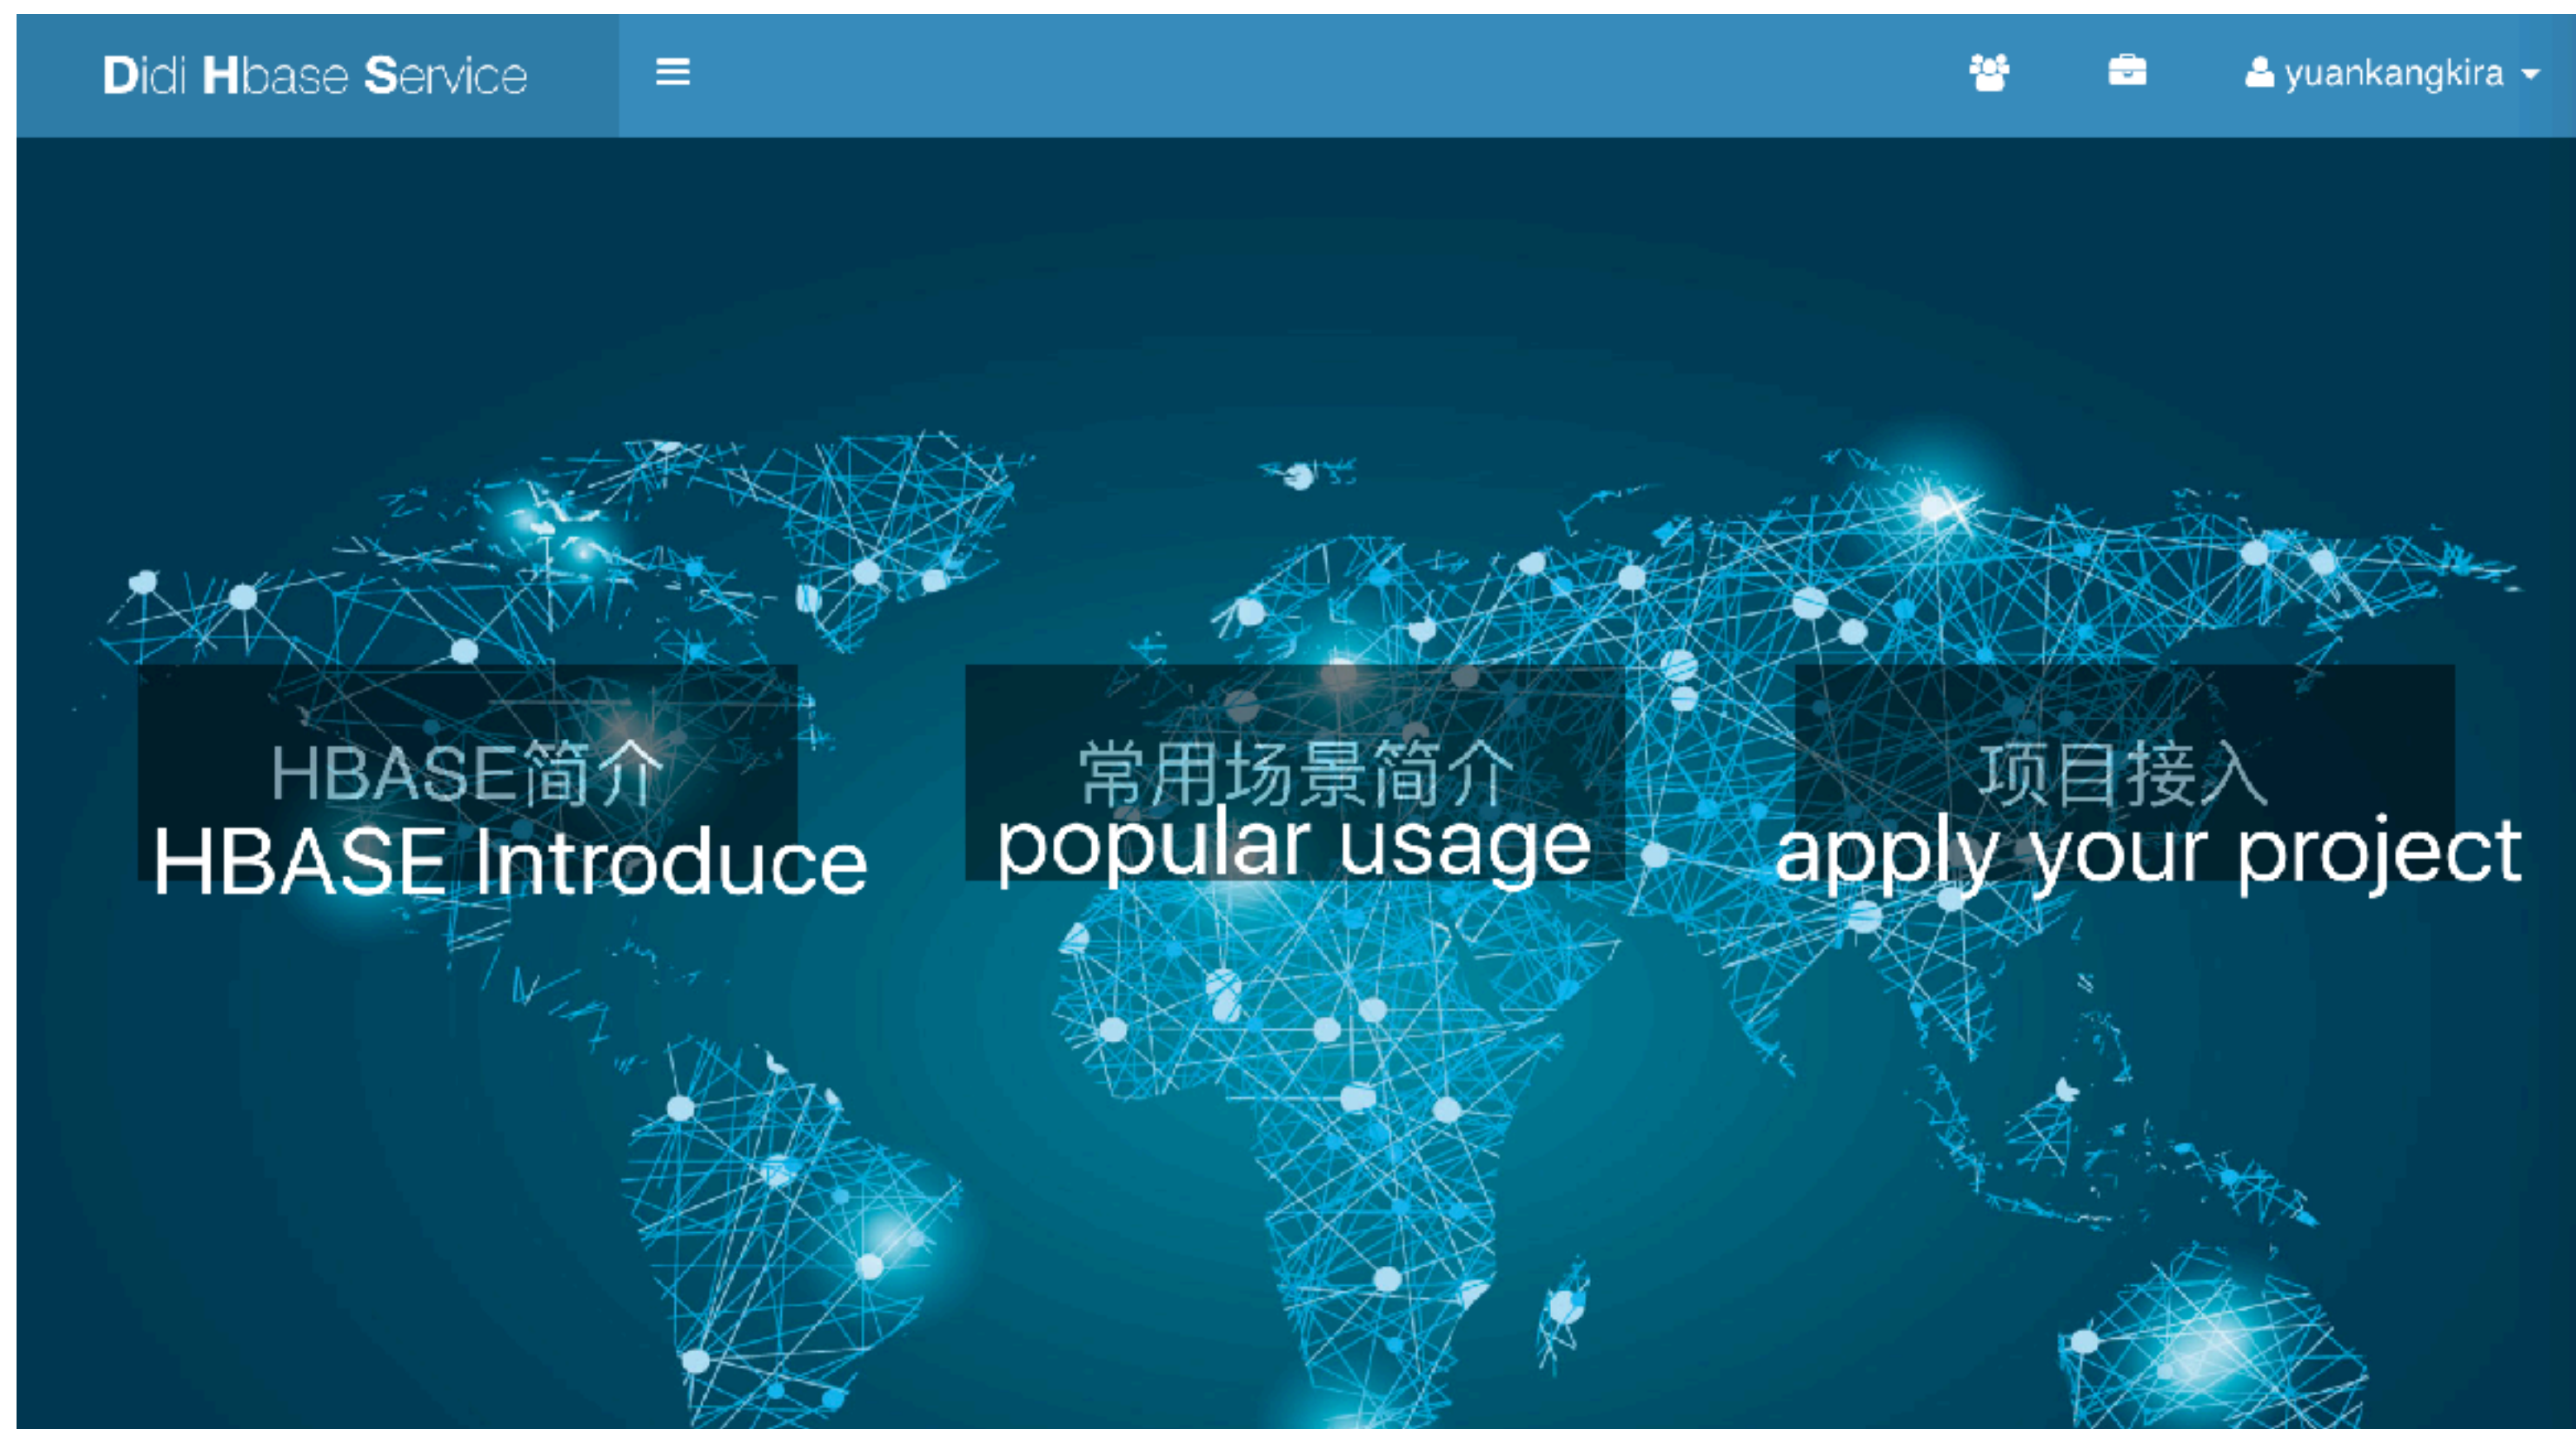 Didi Hbase Service
yuankangkira
HBASE简介
HBASE Introduce
常用场景简介
popular usage
项目接入
apply your project